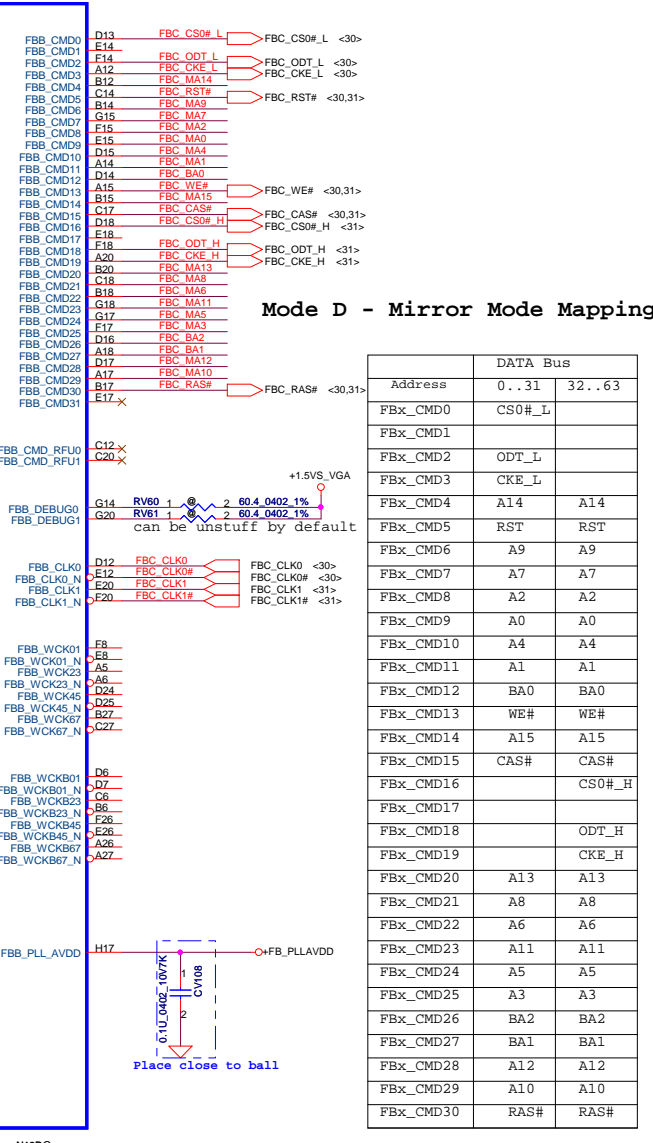 FBB_CMD0 D13 FBC_CS0#_L FBC_CS0#_L <30>
FBB_CMD1 E14
FBB_CMD2 F14 FBC_ODT_L FBC_ODT_L <30>
FBB_CMD3 A12 FBC_CKE_L FBC_CKE_L <30>
FBB_CMD4 B12 FBC_MA14
FBB_CMD5 C14 FBC_RST# FBC_RST# <30,31>
FBB_CMD6 B14 FBC_MA9
FBB_CMD7 G15 FBC_MA7
FBB_CMD8 F15 FBC_MA2
FBB_CMD9 E15 FBC_MA0
FBB_CMD10 D15 FBC_MA4
FBB_CMD11 A14 FBC_MA1
FBB_CMD12 D14 FBC_BA0
FBB_CMD13 A15 FBC_WE# FBC_WE# <30,31>
FBB_CMD14 B15 FBC_MA15
FBB_CMD15 C17 FBC_CAS# FBC_CAS# <30,31>
FBB_CMD16 D18 FBC_CS0#_H FBC_CS0#_H <31>
FBB_CMD17 E18
FBB_CMD18 F18 FBC_ODT_H FBC_ODT_H <31>
FBB_CMD19 A20 FBC_CKE_H FBC_CKE_H <31>
FBB_CMD20 B20 FBC_MA13
FBB_CMD21 C18 FBC_MA8
FBB_CMD22 B18 FBC_MA6
FBB_CMD23 G18 FBC_MA11
FBB_CMD24 G17 FBC_MA5
FBB_CMD25 F17 FBC_MA3
FBB_CMD26 D16 FBC_BA2
FBB_CMD27 A18 FBC_BA1
FBB_CMD28 D17 FBC_MA12
FBB_CMD29 A17 FBC_MA10
FBB_CMD30 B17 FBC_RAS# FBC_RAS# <30,31>
FBB_CMD31 E17
FBB_CMD_RFU0 C12
FBB_CMD_RFU1 C20
+1.5VS_VGA
FBB_DEBUG0 G14 RV60 1 @ 2 60.4_0402_1%
FBB_DEBUG1 G20 RV61 1 @ 2 60.4_0402_1%
can be unstuff by default
FBB_CLK0 D12 FBC_CLK0 FBC_CLK0 <30>
FBB_CLK0_N E12 FBC_CLK0# FBC_CLK0# <30>
FBB_CLK1 E20 FBC_CLK1 FBC_CLK1 <31>
FBB_CLK1_N F20 FBC_CLK1# FBC_CLK1# <31>
FBB_WCK01 F8
FBB_WCK01_N E8
FBB_WCK23 A5
FBB_WCK23_N A6
FBB_WCK45 D24
FBB_WCK45_N D25
FBB_WCK67 B27
FBB_WCK67_N C27
FBB_WCKB01 D6
FBB_WCKB01_N D7
FBB_WCKB23 C6
FBB_WCKB23_N B6
FBB_WCKB45 F26
FBB_WCKB45_N E26
FBB_WCKB67 A26
FBB_WCKB67_N A27
FBB_PLL_AVDD H17 +FB_PLLAVDD
0.1U_0402_10V7K
1
CV108
2
Place close to ball
Mode D - Mirror Mode Mapping
DATA Bus
Address 0..31 32..63
FBx_CMD0 CS0#_L
FBx_CMD1
FBx_CMD2 ODT_L
FBx_CMD3 CKE_L
FBx_CMD4 A14 A14
FBx_CMD5 RST RST
FBx_CMD6 A9 A9
FBx_CMD7 A7 A7
FBx_CMD8 A2 A2
FBx_CMD9 A0 A0
FBx_CMD10 A4 A4
FBx_CMD11 A1 A1
FBx_CMD12 BA0 BA0
FBx_CMD13 WE# WE#
FBx_CMD14 A15 A15
FBx_CMD15 CAS# CAS#
FBx_CMD16 CS0#_H
FBx_CMD17
FBx_CMD18 ODT_H
FBx_CMD19 CKE_H
FBx_CMD20 A13 A13
FBx_CMD21 A8 A8
FBx_CMD22 A6 A6
FBx_CMD23 A11 A11
FBx_CMD24 A5 A5
FBx_CMD25 A3 A3
FBx_CMD26 BA2 BA2
FBx_CMD27 BA1 BA1
FBx_CMD28 A12 A12
FBx_CMD29 A10 A10
FBx_CMD30 RAS# RAS#